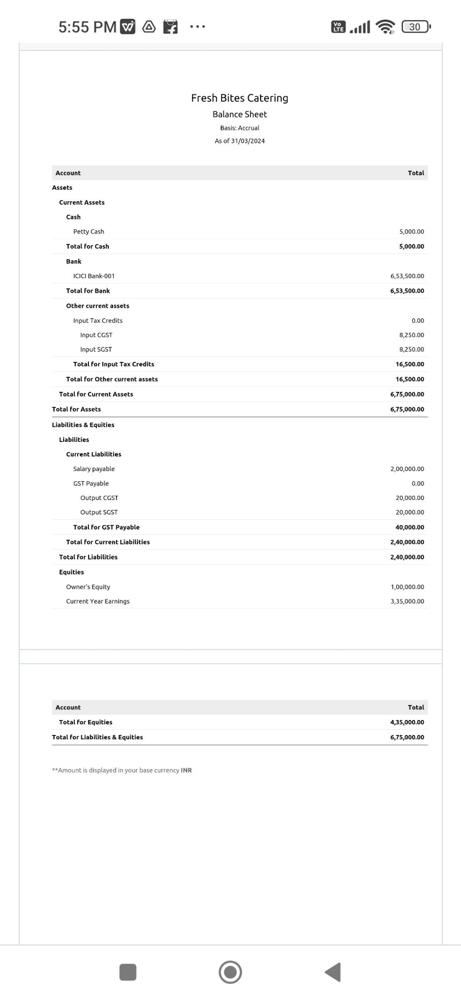 5:55 PM
Vo LTE
30
Fresh Bites Catering
Balance Sheet
Basis: Accrual
As of 31/03/2024
Account Total
Assets
Current Assets
Cash
Petty Cash 5,000.00
Total for Cash 5,000.00
Bank
ICICI Bank-001 6,53,500.00
Total for Bank 6,53,500.00
Other current assets
Input Tax Credits 0.00
Input CGST 8,250.00
Input SGST 8,250.00
Total for Input Tax Credits 16,500.00
Total for Other current assets 16,500.00
Total for Current Assets 6,75,000.00
Total for Assets 6,75,000.00
Liabilities & Equities
Liabilities
Current Liabilities
Salary payable 2,00,000.00
GST Payable 0.00
Output CGST 20,000.00
Output SGST 20,000.00
Total for GST Payable 40,000.00
Total for Current Liabilities 2,40,000.00
Total for Liabilities 2,40,000.00
Equities
Owner's Equity 1,00,000.00
Current Year Earnings 3,35,000.00
Account Total
Total for Equities 4,35,000.00
Total for Liabilities & Equities 6,75,000.00
**Amount is displayed in your base currency INR